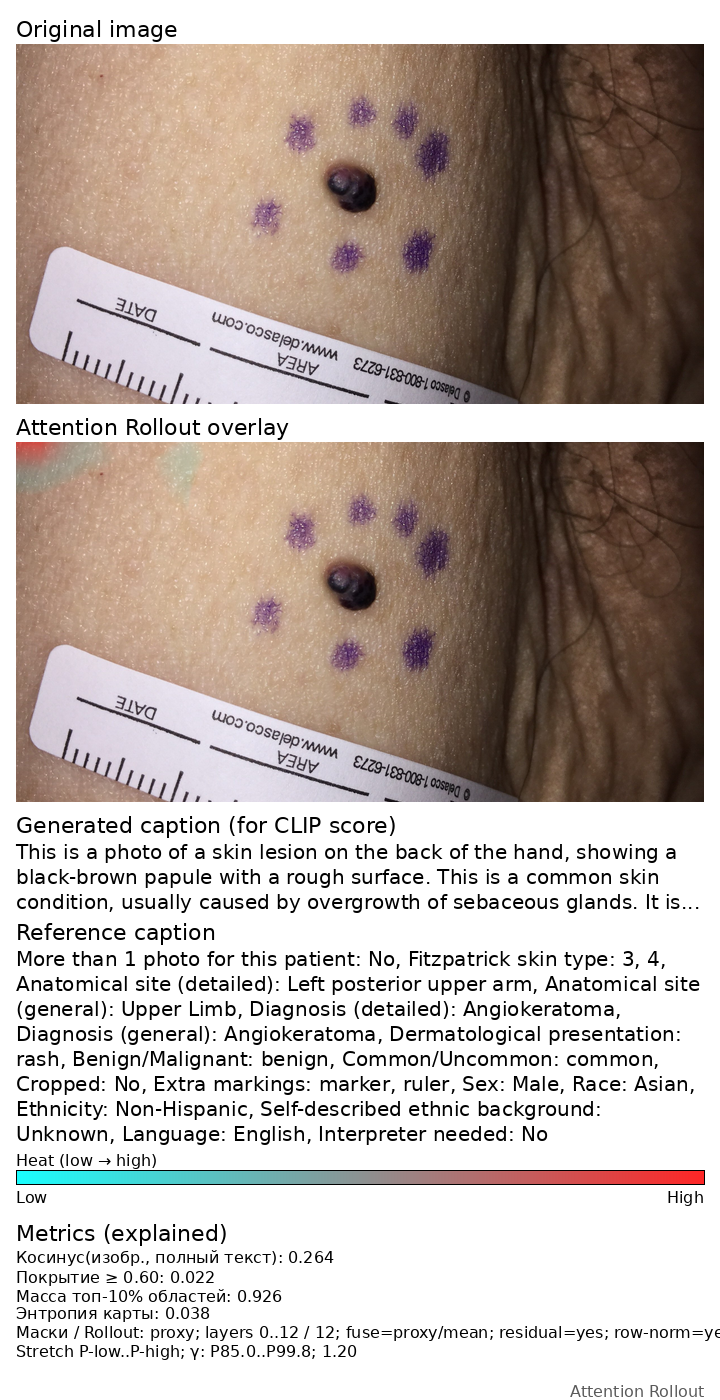 Original image
DATE
AREA
www.delasco.com
© Delasco 1-800-831-6273
Attention Rollout overlay
DATE
AREA
www.delasco.com
© Delasco 1-800-831-6273
Generated caption (for CLIP score)
This is a photo of a skin lesion on the back of the hand, showing a
black-brown papule with a rough surface. This is a common skin
condition, usually caused by overgrowth of sebaceous glands. It is...
Reference caption
More than 1 photo for this patient: No, Fitzpatrick skin type: 3, 4,
Anatomical site (detailed): Left posterior upper arm, Anatomical site
(general): Upper Limb, Diagnosis (detailed): Angiokeratoma,
Diagnosis (general): Angiokeratoma, Dermatological presentation:
rash, Benign/Malignant: benign, Common/Uncommon: common,
Cropped: No, Extra markings: marker, ruler, Sex: Male, Race: Asian,
Ethnicity: Non-Hispanic, Self-described ethnic background:
Unknown, Language: English, Interpreter needed: No
Heat (low → high)
Low High
Metrics (explained)
Косинус(изобр., полный текст): 0.264
Покрытие ≥ 0.60: 0.022
Масса топ-10% областей: 0.926
Энтропия карты: 0.038
Маски / Rollout: proxy; layers 0..12 / 12; fuse=proxy/mean; residual=yes; row-norm=ye
Stretch P-low..P-high; γ: P85.0..P99.8; 1.20
Attention Rollout